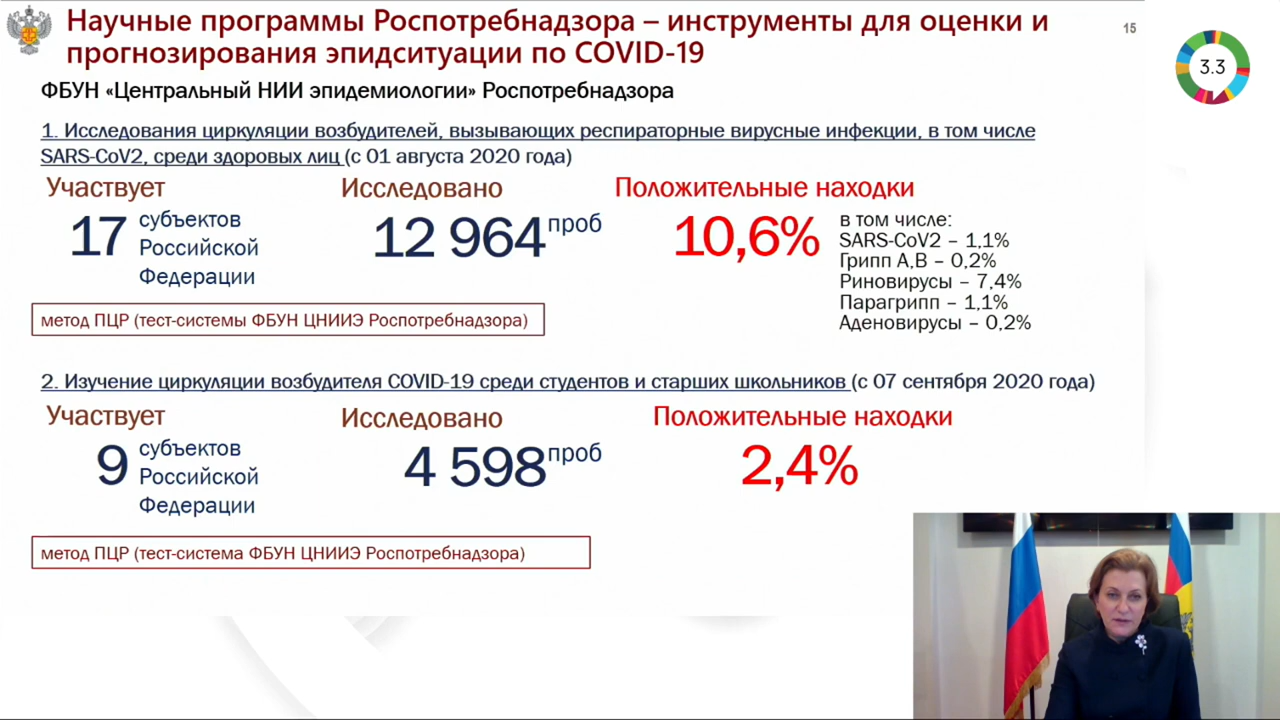 Научные программы Роспотребнадзора – инструменты для оценки и
прогнозирования эпидситуации по COVID-19
15
3.3
ФБУН «Центральный НИИ эпидемиологии» Роспотребнадзора
1. Исследования циркуляции возбудителей, вызывающих респираторные вирусные инфекции, в том числе
SARS-CoV2, среди здоровых лиц (с 01 августа 2020 года)
Участвует
17 субъектов
Российской
Федерации
Исследовано
12 964 проб
Положительные находки
10,6%
в том числе:
SARS-CoV2 – 1,1%
Грипп А,В – 0,2%
Риновирусы – 7,4%
Парагрипп – 1,1%
Аденовирусы – 0,2%
метод ПЦР (тест-системы ФБУН ЦНИИЭ Роспотребнадзора)
2. Изучение циркуляции возбудителя COVID-19 среди студентов и старших школьников (с 07 сентября 2020 года)
Участвует
9 субъектов
Российской
Федерации
Исследовано
4 598 проб
Положительные находки
2,4%
метод ПЦР (тест-система ФБУН ЦНИИЭ Роспотребнадзора)